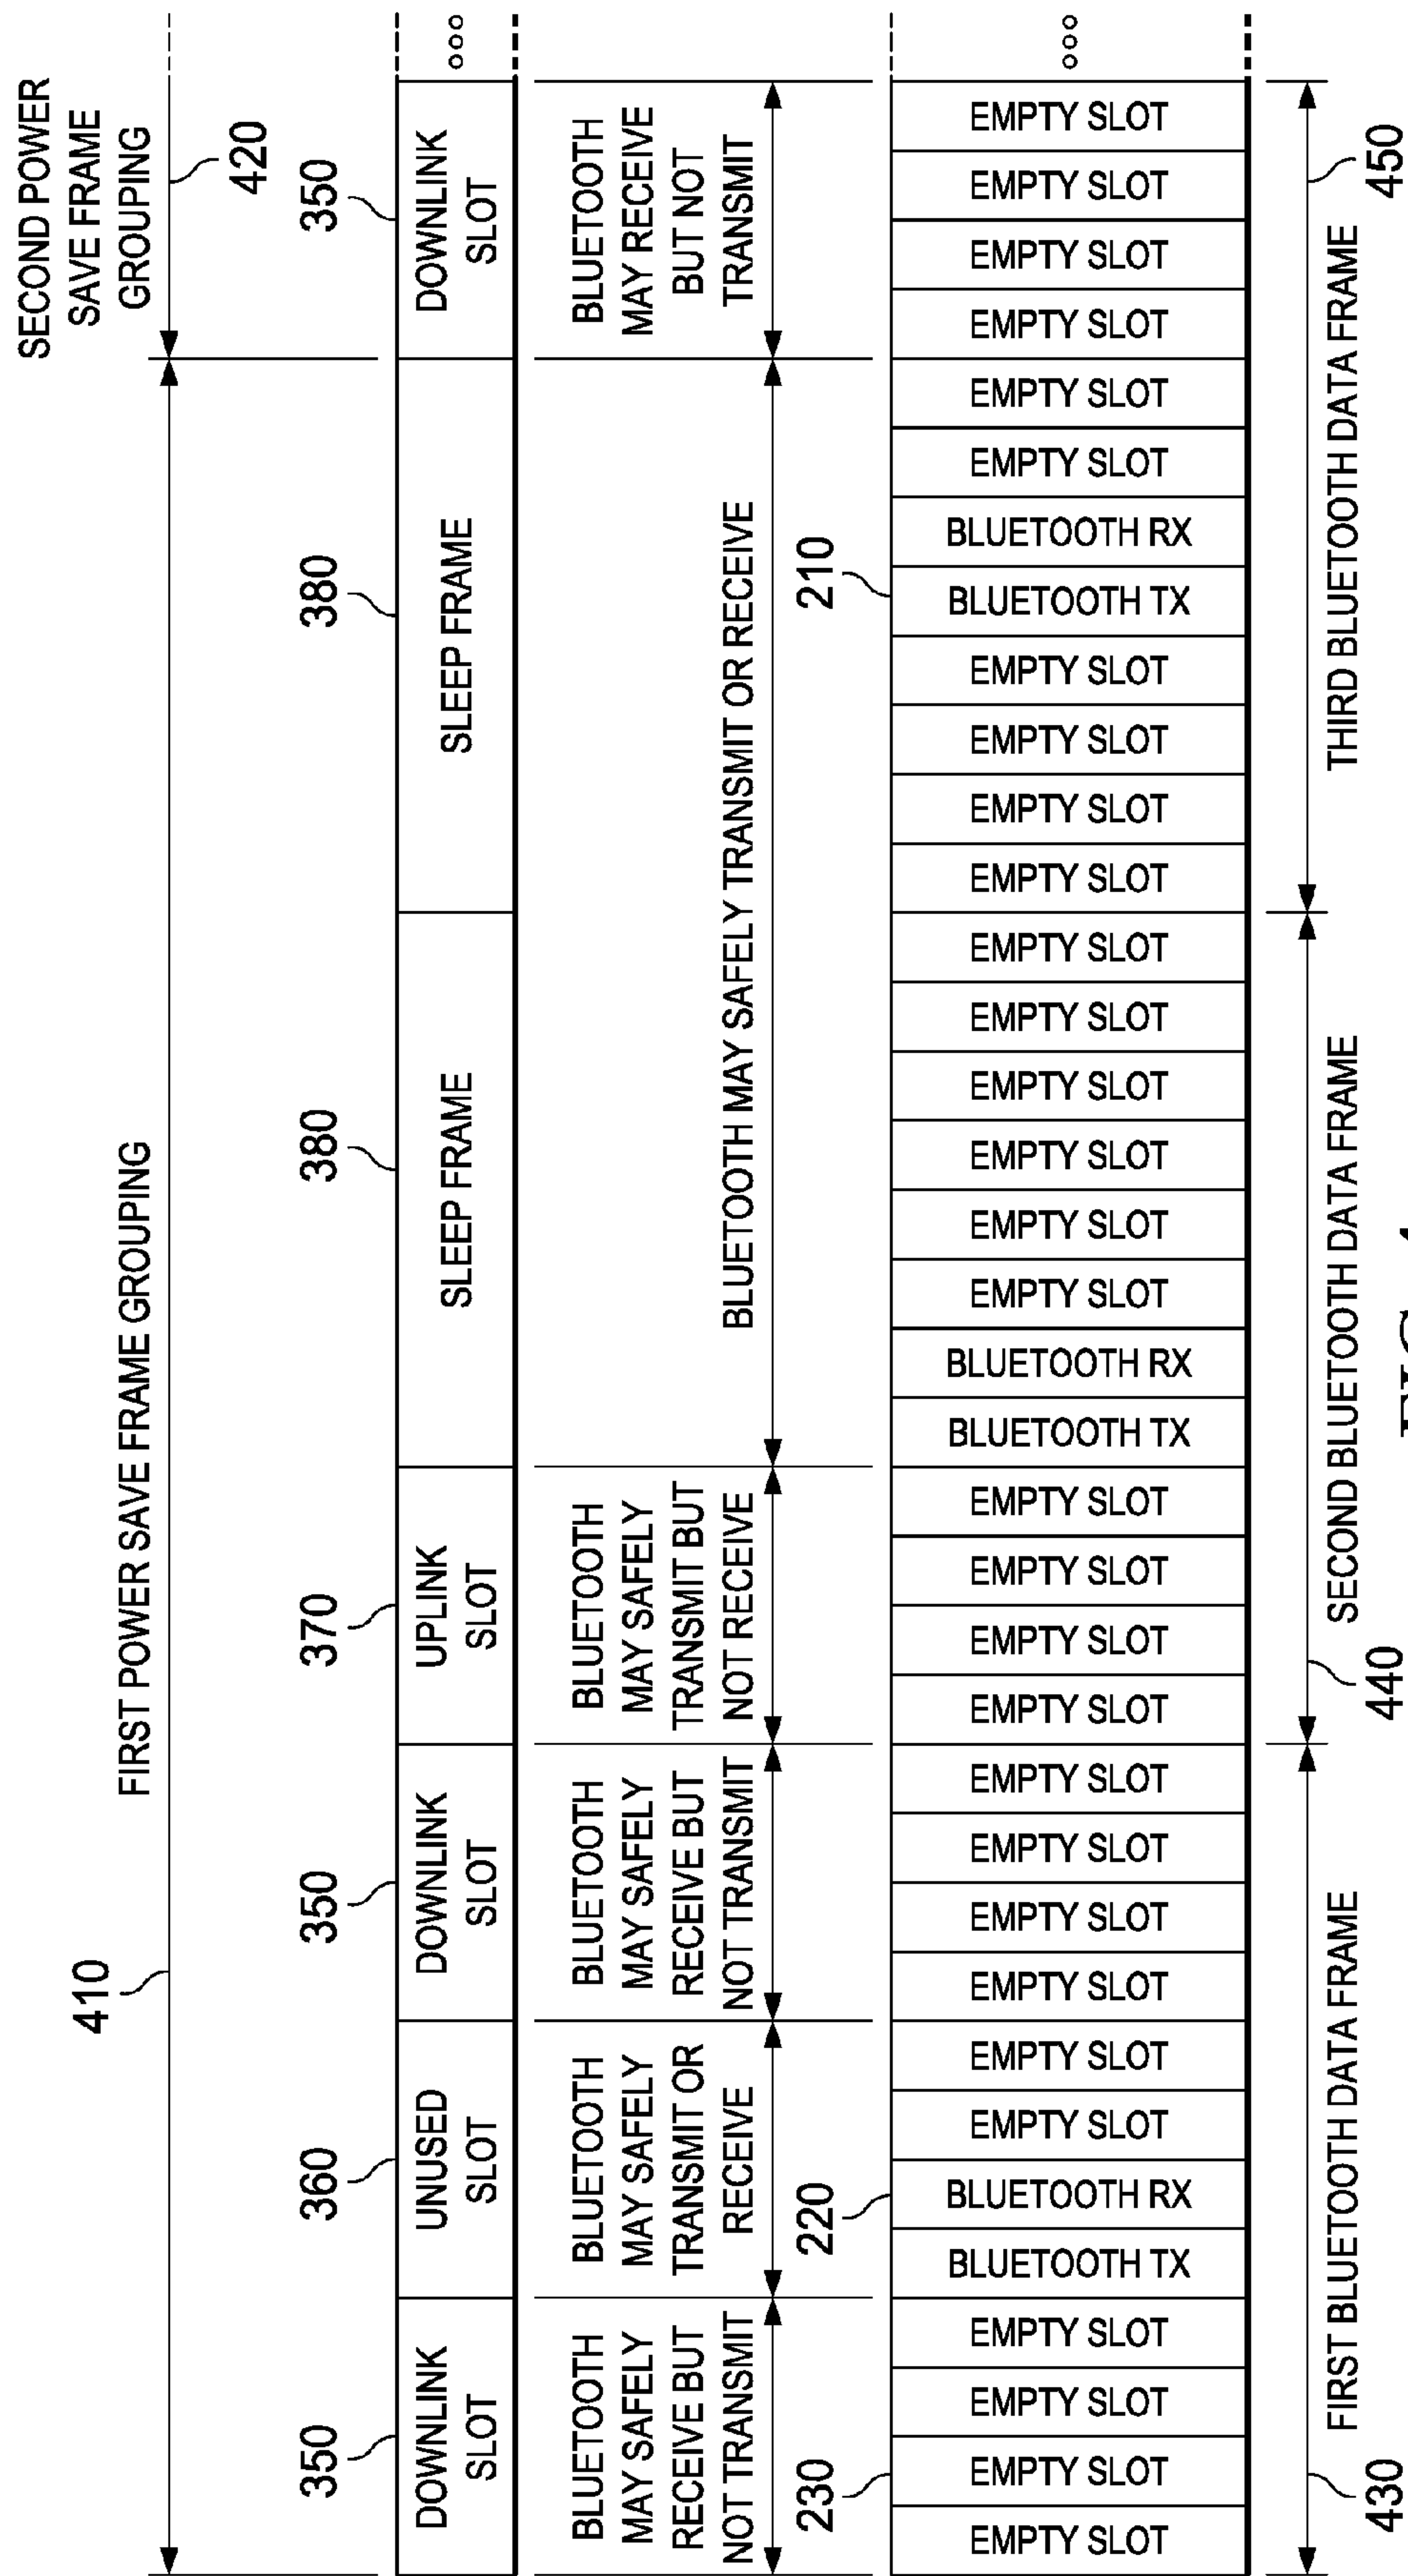 SECOND POWER
SAVE FRAME
GROUPING
410
FIRST POWER SAVE FRAME GROUPING
420
350
360
350
370
380
380
350
DOWNLINK
SLOT
UNUSED
SLOT
DOWNLINK
SLOT
UPLINK
SLOT
SLEEP FRAME
SLEEP FRAME
DOWNLINK
SLOT
BLUETOOTH
MAY SAFELY
RECEIVE BUT
NOT TRANSMIT
BLUETOOTH
MAY SAFELY
TRANSMIT OR
RECEIVE
BLUETOOTH
MAY SAFELY
RECEIVE BUT
NOT TRANSMIT
BLUETOOTH
MAY SAFELY
TRANSMIT BUT
NOT RECEIVE
BLUETOOTH MAY SAFELY TRANSMIT OR RECEIVE
BLUETOOTH
MAY RECEIVE
BUT NOT
TRANSMIT
230
220
210
EMPTY SLOT
EMPTY SLOT
EMPTY SLOT
EMPTY SLOT
BLUETOOTH TX
BLUETOOTH RX
EMPTY SLOT
EMPTY SLOT
EMPTY SLOT
EMPTY SLOT
EMPTY SLOT
EMPTY SLOT
EMPTY SLOT
EMPTY SLOT
EMPTY SLOT
EMPTY SLOT
BLUETOOTH TX
BLUETOOTH RX
EMPTY SLOT
EMPTY SLOT
EMPTY SLOT
EMPTY SLOT
EMPTY SLOT
EMPTY SLOT
EMPTY SLOT
EMPTY SLOT
EMPTY SLOT
EMPTY SLOT
BLUETOOTH TX
BLUETOOTH RX
EMPTY SLOT
EMPTY SLOT
EMPTY SLOT
EMPTY SLOT
EMPTY SLOT
EMPTY SLOT
FIRST BLUETOOTH DATA FRAME
SECOND BLUETOOTH DATA FRAME
THIRD BLUETOOTH DATA FRAME
430
440
450